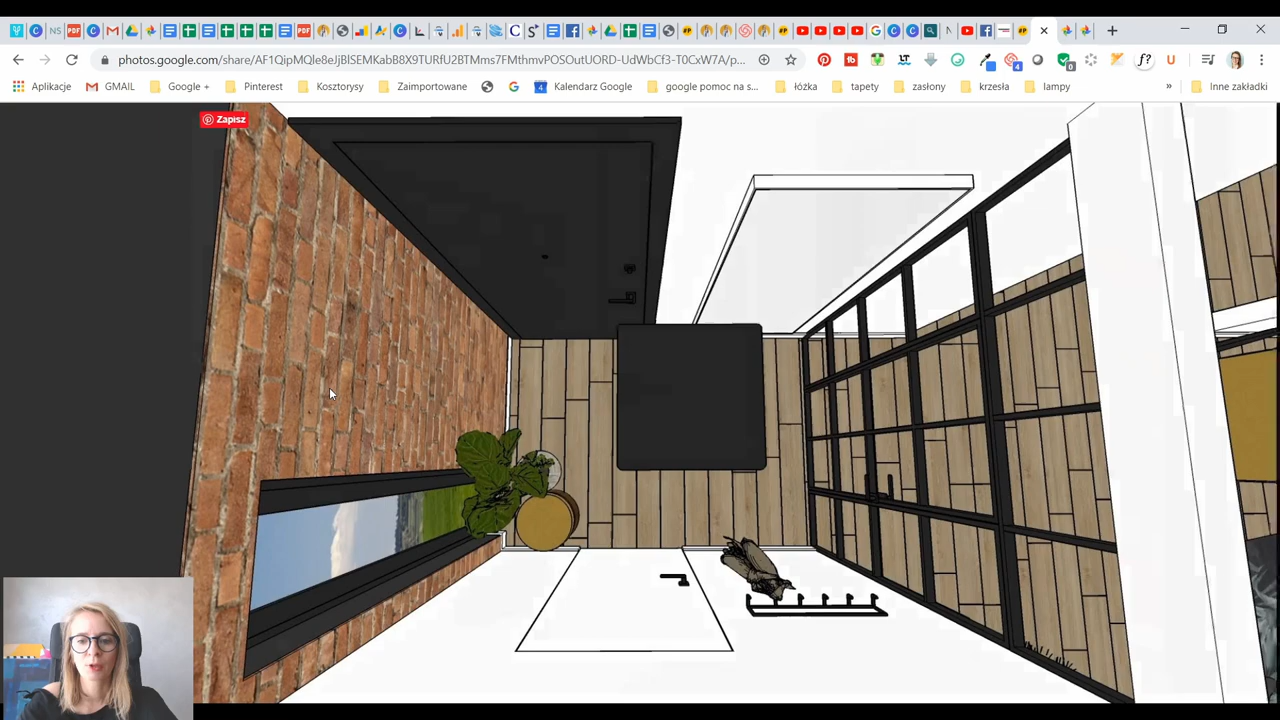 photos.google.com/share/AF1QipMQle8eJjBlSEMsKabB8XTLRfU2BTMms7FMthmvPOSOutUORD-UdWbCf3-T0CxW7A/p...
Aplikacje GMAIL Google + Pinterest Kosztorysy Zaimportowane Kalendarz Google google pomoc na s... łóżka tapety zasłony krzesła lampy » Inne zakładki
Zapisz